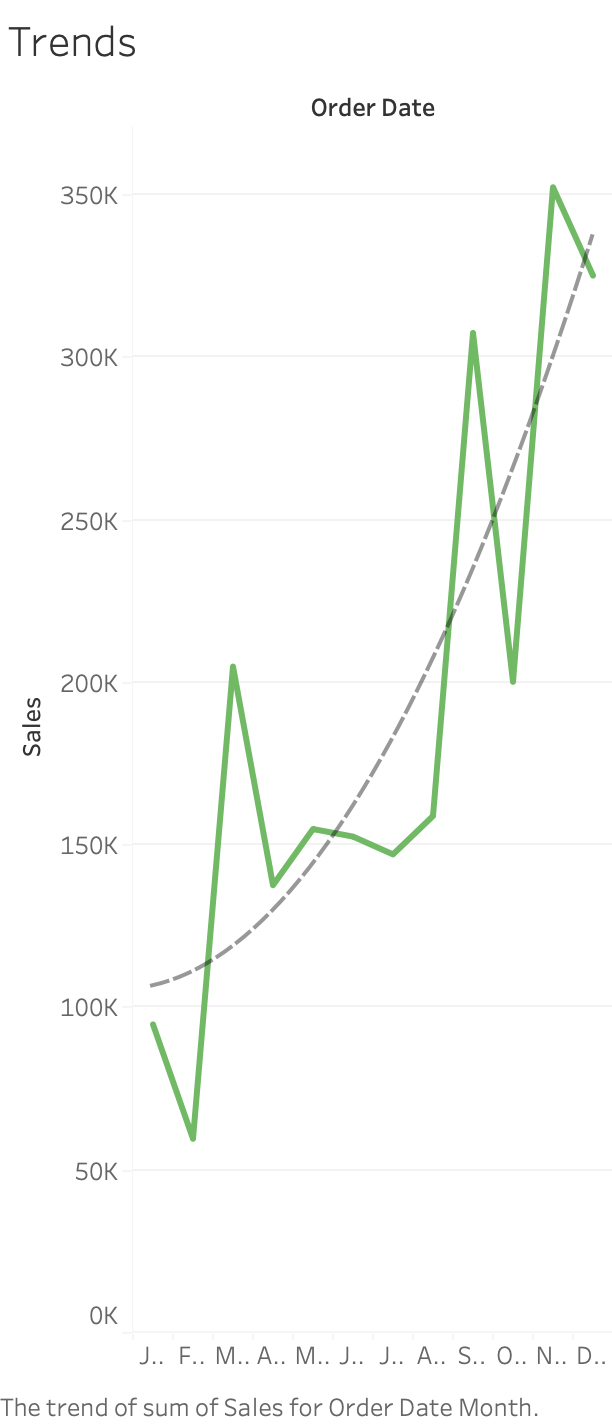 Trends
Order Date
350K
300K
250K
200K
150K
100K
50K
0K
Sales
J.. F.. M.. A.. M.. J.. J.. A.. S.. O.. N.. D..
The trend of sum of Sales for Order Date Month.